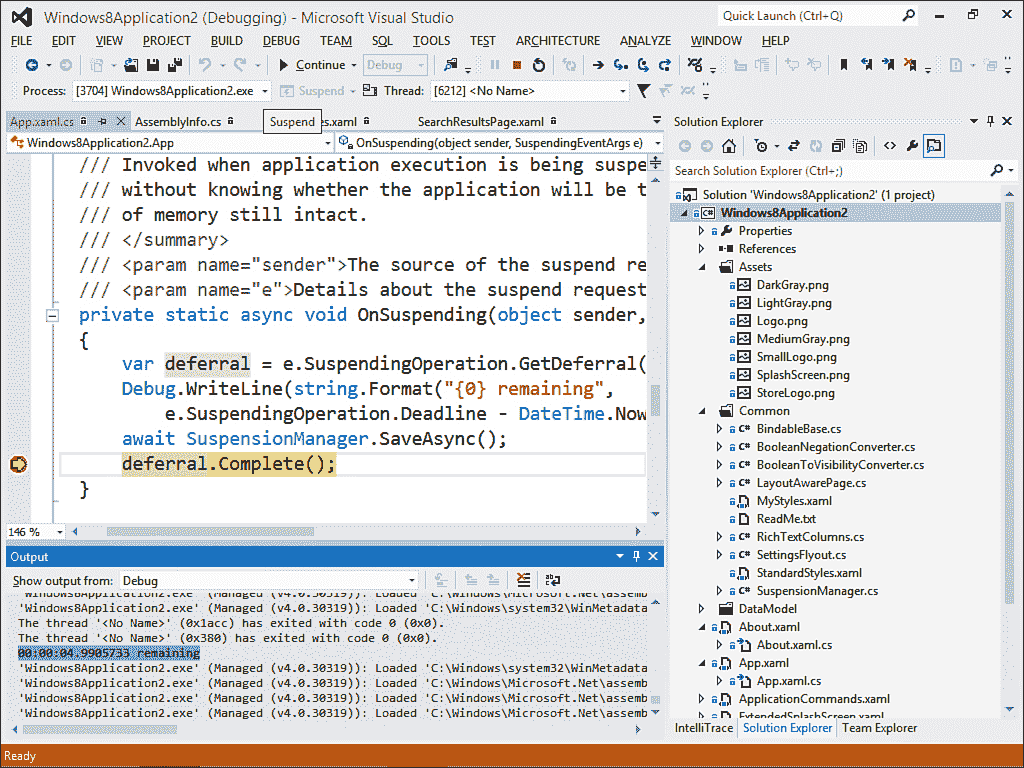 Windows8Application2 (Debugging) - Microsoft Visual Studio
Quick Launch (Ctrl+Q)
FILE EDIT VIEW PROJECT BUILD DEBUG TEAM SQL TOOLS TEST ARCHITECTURE ANALYZE WINDOW HELP
Continue Debug
Process: [3704] Windows8Application2.exe Suspend Thread: [6212] <No Name>
App.xaml.cs AssemblyInfo.cs Suspend es.xaml SearchResultsPage.xaml
Windows8Application2.App OnSuspending(object sender, SuspendingEventArgs e)
/// Invoked when application execution is being suspe
/// without knowing whether the application will be t
/// of memory still intact.
/// </summary>
/// <param name="sender">The source of the suspend re
/// <param name="e">Details about the suspend request
private static async void OnSuspending(object sender,
{
var deferral = e.SuspendingOperation.GetDeferral(
Debug.WriteLine(string.Format("{0} remaining",
e.SuspendingOperation.Deadline - DateTime.Now
await SuspensionManager.SaveAsync();
deferral.Complete();
}
146 %
Output
Show output from: Debug
'Windows8Application2.exe' (Managed (v4.0.30319)): Loaded 'C:\Windows\Microsoft.Net\assemb
'Windows8Application2.exe' (Managed (v4.0.30319)): Loaded 'C:\Windows\system32\WinMetadata
The thread '<No Name>' (0x1acc) has exited with code 0 (0x0).
The thread '<No Name>' (0x380) has exited with code 0 (0x0).
00:00:04.9905733 remaining
'Windows8Application2.exe' (Managed (v4.0.30319)): Loaded 'C:\Windows\system32\WinMetadata
'Windows8Application2.exe' (Managed (v4.0.30319)): Loaded 'C:\Windows\Microsoft.Net\assemb
'Windows8Application2.exe' (Managed (v4.0.30319)): Loaded 'C:\Windows\Microsoft.Net\assemb
'Windows8Application2.exe' (Managed (v4.0.30319)): Loaded 'C:\Windows\Microsoft.Net\assemb
Solution Explorer
Search Solution Explorer (Ctrl+;)
Solution 'Windows8Application2' (1 project)
Windows8Application2
Properties
References
Assets
DarkGray.png
LightGray.png
Logo.png
MediumGray.png
SmallLogo.png
SplashScreen.png
StoreLogo.png
Common
BindableBase.cs
BooleanNegationConverter.cs
BooleanToVisibilityConverter.cs
LayoutAwarePage.cs
MyStyles.xaml
ReadMe.txt
RichTextColumns.cs
SettingsFlyout.cs
StandardStyles.xaml
SuspensionManager.cs
DataModel
About.xaml
About.xaml.cs
App.xaml
App.xaml.cs
ApplicationCommands.xaml
ExtendedSplashScreen.xaml
IntelliTrace Solution Explorer Team Explorer
Ready